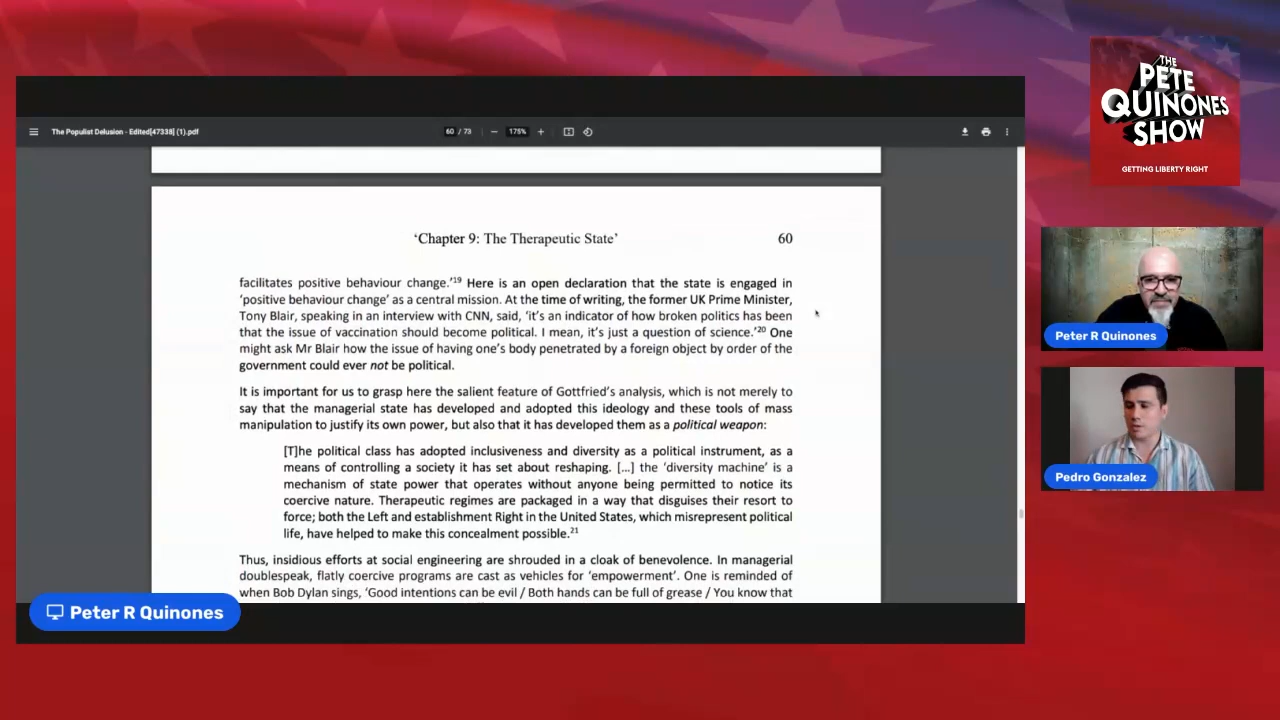 The Populist Delusion - Edited[47338] (1).pdf
60 / 73
175%
'Chapter 9: The Therapeutic State'
60
facilitates positive behaviour change.'19 Here is an open declaration that the state is engaged in
'positive behaviour change' as a central mission. At the time of writing, the former UK Prime Minister,
Tony Blair, speaking in an interview with CNN, said, 'it's an indicator of how broken politics has been
that the issue of vaccination should become political. I mean, it's just a question of science.'20 One
might ask Mr Blair how the issue of having one's body penetrated by a foreign object by order of the
government could ever not be political.
It is important for us to grasp here the salient feature of Gottfried's analysis, which is not merely to
say that the managerial state has developed and adopted this ideology and these tools of mass
manipulation to justify its own power, but also that it has developed them as a political weapon:
[T]he political class has adopted inclusiveness and diversity as a political instrument, as a
means of controlling a society it has set about reshaping. [...] the 'diversity machine' is a
mechanism of state power that operates without anyone being permitted to notice its
coercive nature. Therapeutic regimes are packaged in a way that disguises their resort to
force; both the Left and establishment Right in the United States, which misrepresent political
life, have helped to make this concealment possible.21
Thus, insidious efforts at social engineering are shrouded in a cloak of benevolence. In managerial
doublespeak, flatly coercive programs are cast as vehicles for 'empowerment'. One is reminded of
when Bob Dylan sings, 'Good intentions can be evil / Both hands can be full of grease / You know that
Peter R Quinones
THE
PETE
QUINONES
SHOW
GETTING LIBERTY RIGHT
Peter R Quinones
Pedro Gonzalez